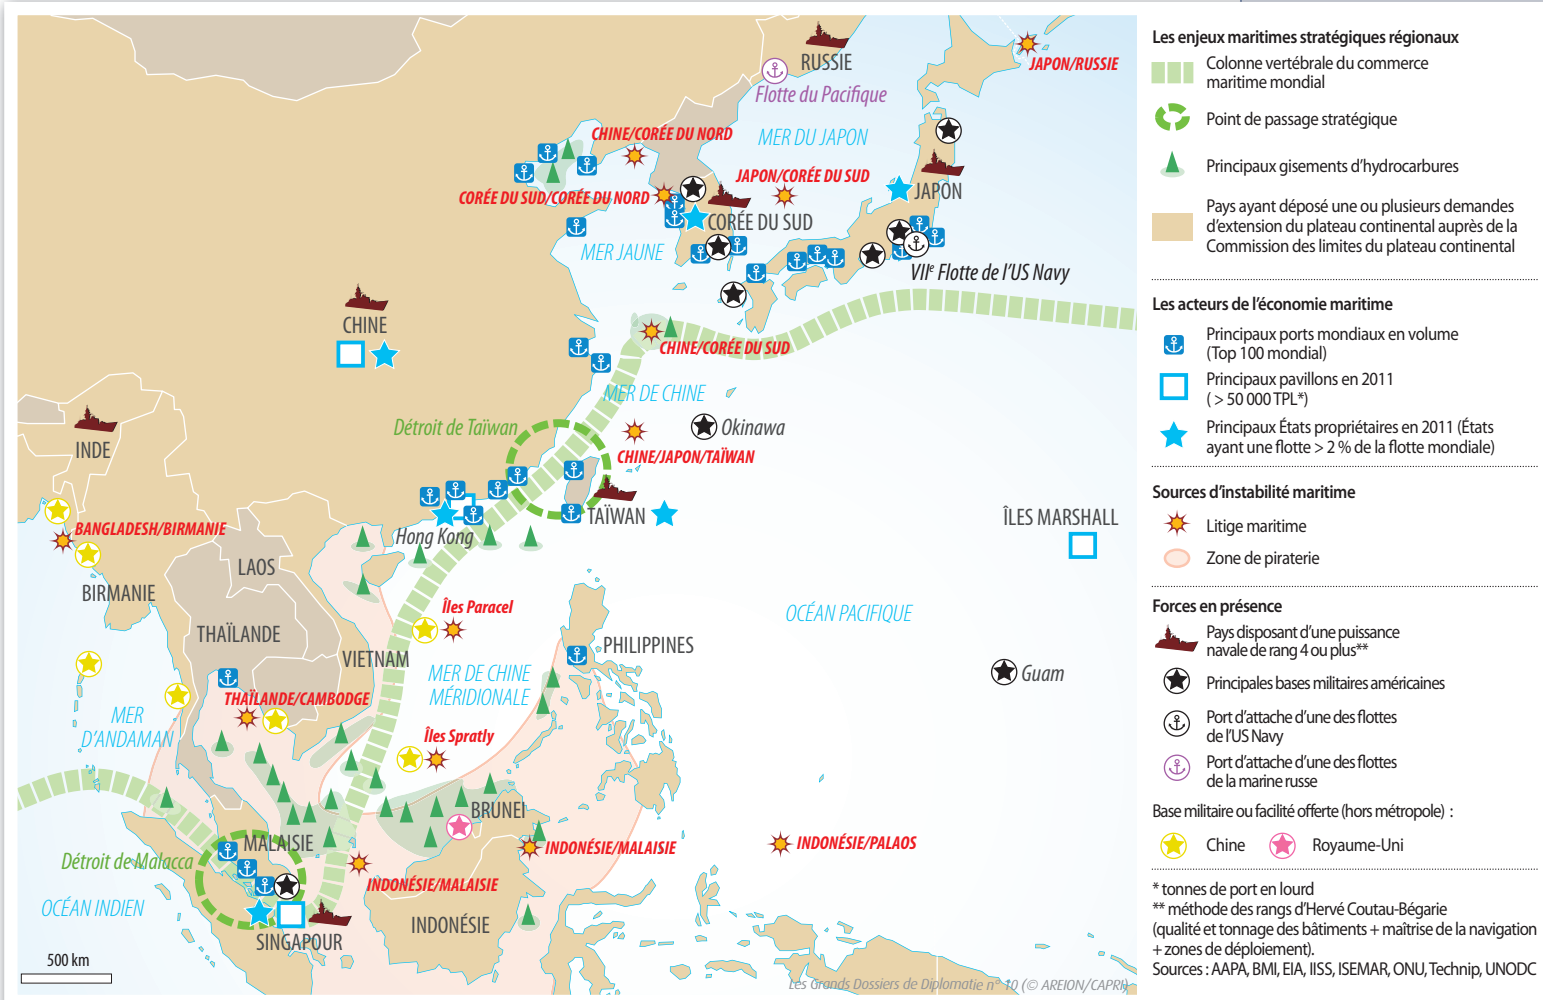 RUSSIE
JAPON/RUSSIE
Flotte du Pacifique
CHINE/CORÉE DU NORD
MER DU JAPON
JAPON/CORÉE DU SUD
CORÉE DU SUD/CORÉE DU NORD
JAPON
CORÉE DU SUD
MER JAUNE
VIIe Flotte de l'US Navy
CHINE
CHINE/CORÉE DU SUD
MER DE CHINE
Détroit de Taïwan
Okinawa
INDE
CHINE/JAPON/TAÏWAN
TAÏWAN
ÎLES MARSHALL
BANGLADESH/BIRMANIE
Hong Kong
LAOS
BIRMANIE
Îles Paracel
OCÉAN PACIFIQUE
THAÏLANDE
VIETNAM
PHILIPPINES
MER DE CHINE
MÉRIDIONALE
Guam
THAÏLANDE/CAMBODGE
MER
D'ANDAMAN
Îles Spratly
BRUNEI
MALAISIE
INDONÉSIE/MALAISIE
INDONÉSIE/PALAOS
Détroit de Malacca
INDONÉSIE/MALAISIE
OCÉAN INDIEN
INDONÉSIE
SINGAPOUR
500 km
Les Grands Dossiers de Diplomatie n° 10 (© AREION/CAPRI)
Les enjeux maritimes stratégiques régionaux
Colonne vertébrale du commerce
maritime mondial
Point de passage stratégique
Principaux gisements d'hydrocarbures
Pays ayant déposé une ou plusieurs demandes
d'extension du plateau continental auprès de la
Commission des limites du plateau continental
Les acteurs de l'économie maritime
Principaux ports mondiaux en volume
(Top 100 mondial)
Principaux pavillons en 2011
( > 50 000 TPL*)
Principaux États propriétaires en 2011 (États
ayant une flotte > 2 % de la flotte mondiale)
Sources d'instabilité maritime
Litige maritime
Zone de piraterie
Forces en présence
Pays disposant d'une puissance
navale de rang 4 ou plus**
Principales bases militaires américaines
Port d'attache d'une des flottes
de l'US Navy
Port d'attache d'une des flottes
de la marine russe
Base militaire ou facilité offerte (hors métropole) :
Chine Royaume-Uni
* tonnes de port en lourd
** méthode des rangs d'Hervé Coutau-Bégarie
(qualité et tonnage des bâtiments + maîtrise de la navigation
+ zones de déploiement).
Sources : AAPA, BMI, EIA, IISS, ISEMAR, ONU, Technip, UNODC